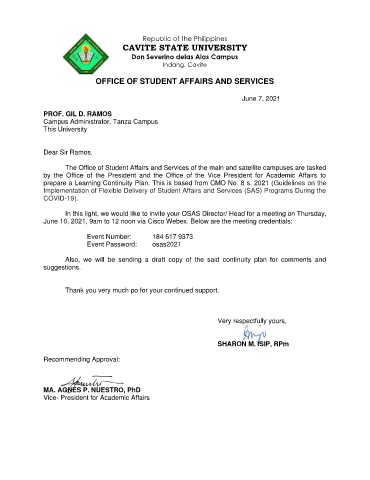 Republic of the Philippines
CAVITE STATE UNIVERSITY
Don Severino delas Alas Campus
Indang, Cavite
OFFICE OF STUDENT AFFAIRS AND SERVICES
June 7, 2021
PROF. GIL D. RAMOS
Campus Administrator, Tanza Campus
This University
Dear Sir Ramos,
The Office of Student Affairs and Services of the main and satellite campuses are tasked
by the Office of the President and the Office of the Vice President for Academic Affairs to
prepare a Learning Continuity Plan. This is based from CMO No. 8 s. 2021 (Guidelines on the
Implementation of Flexible Delivery of Student Affairs and Services (SAS) Programs During the
COVID-19).
In this light, we would like to invite your OSAS Director/ Head for a meeting on Thursday,
June 10, 2021, 9am to 12 noon via Cisco Webex. Below are the meeting credentials:
Event Number: 184 617 9373
Event Password: osas2021
Also, we will be sending a draft copy of the said continuity plan for comments and
suggestions.
Thank you very much po for your continued support.
Very respectfully yours,
SHARON M. ISIP, RPm
Recommending Approval:
MA. AGNES P. NUESTRO, PhD
Vice- President for Academic Affairs